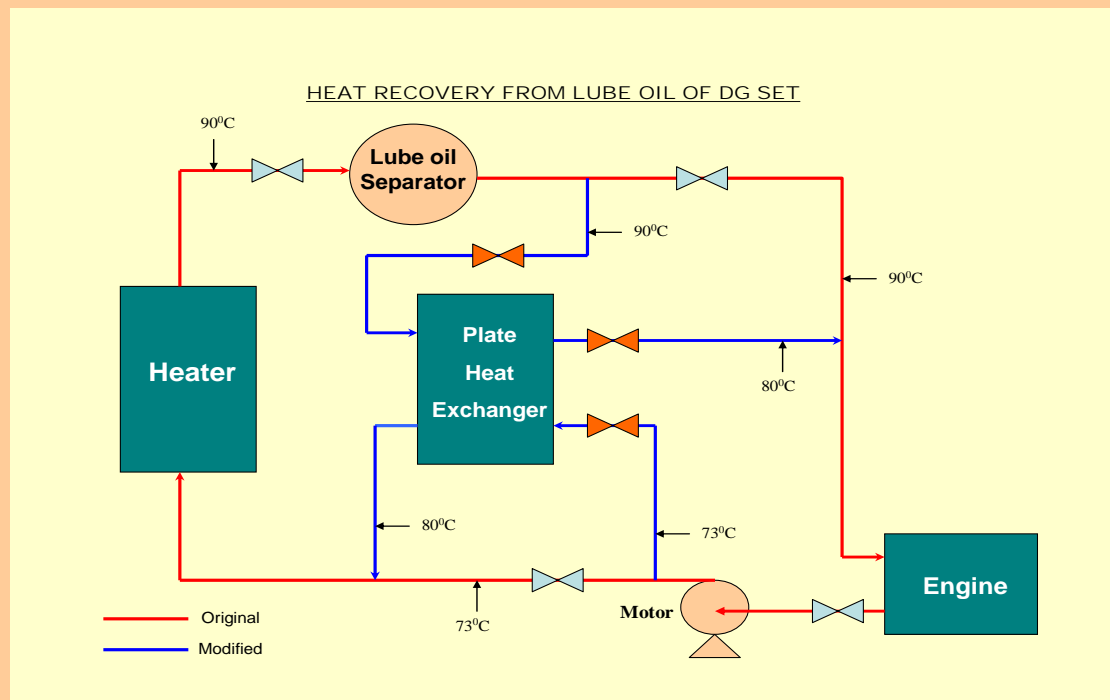 HEAT RECOVERY FROM LUBE OIL OF DG SET
90⁰C
Lube oil
Separator
90⁰C
90⁰C
Plate
Heat
Exchanger
Heater
80⁰C
80⁰C
73⁰C
Engine
Motor
73⁰C
Original
Modified